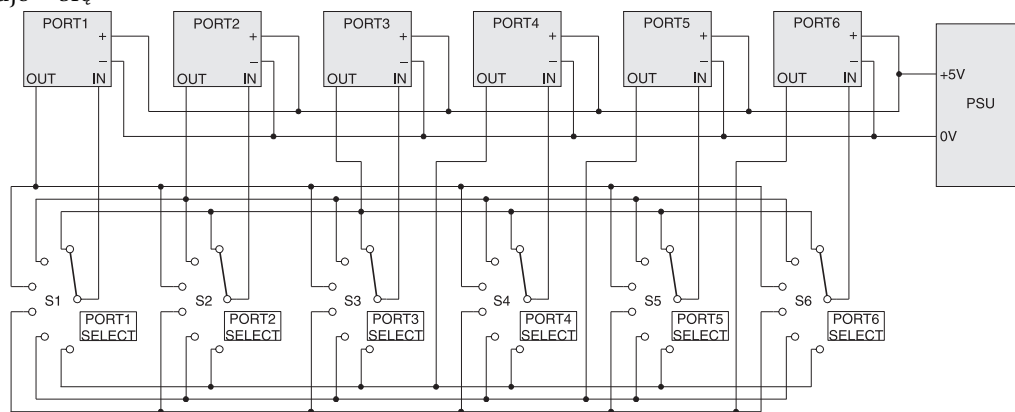 PORT1 PORT2 PORT3 PORT4 PORT5 PORT6
+ + + + + +
− − − − − −
+5V
PSU
OUT IN OUT IN OUT IN OUT IN OUT IN OUT IN
0V
S1 S2 S3 S4 S5 S6
PORT1 PORT2 PORT3 PORT4 PORT5 PORT6
SELECT SELECT SELECT SELECT SELECT SELECT